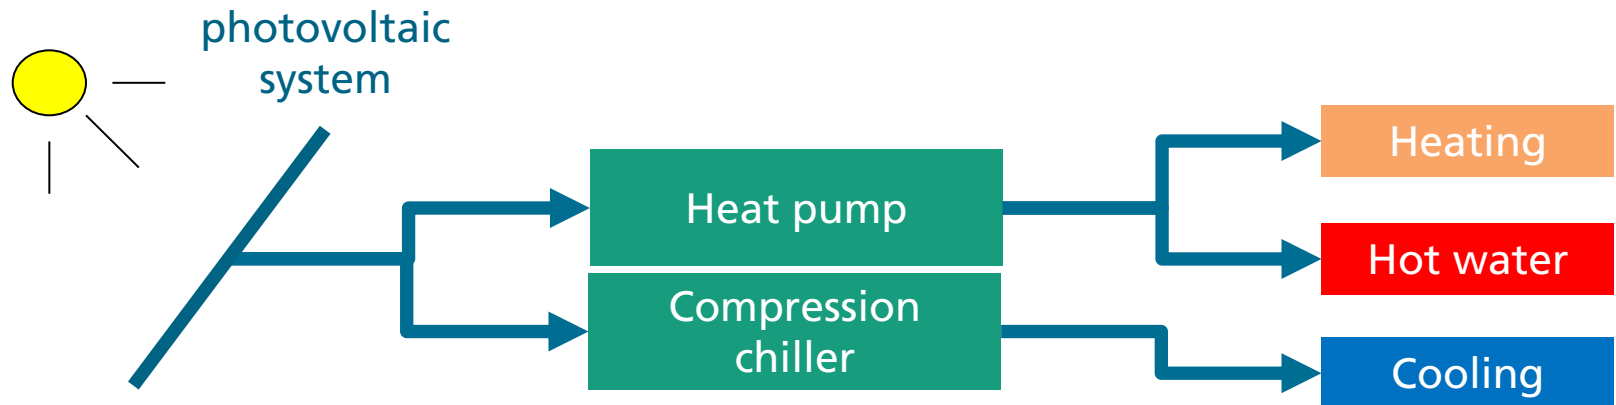 photovoltaic
system
Heat pump
Compression
chiller
Heating
Hot water
Cooling